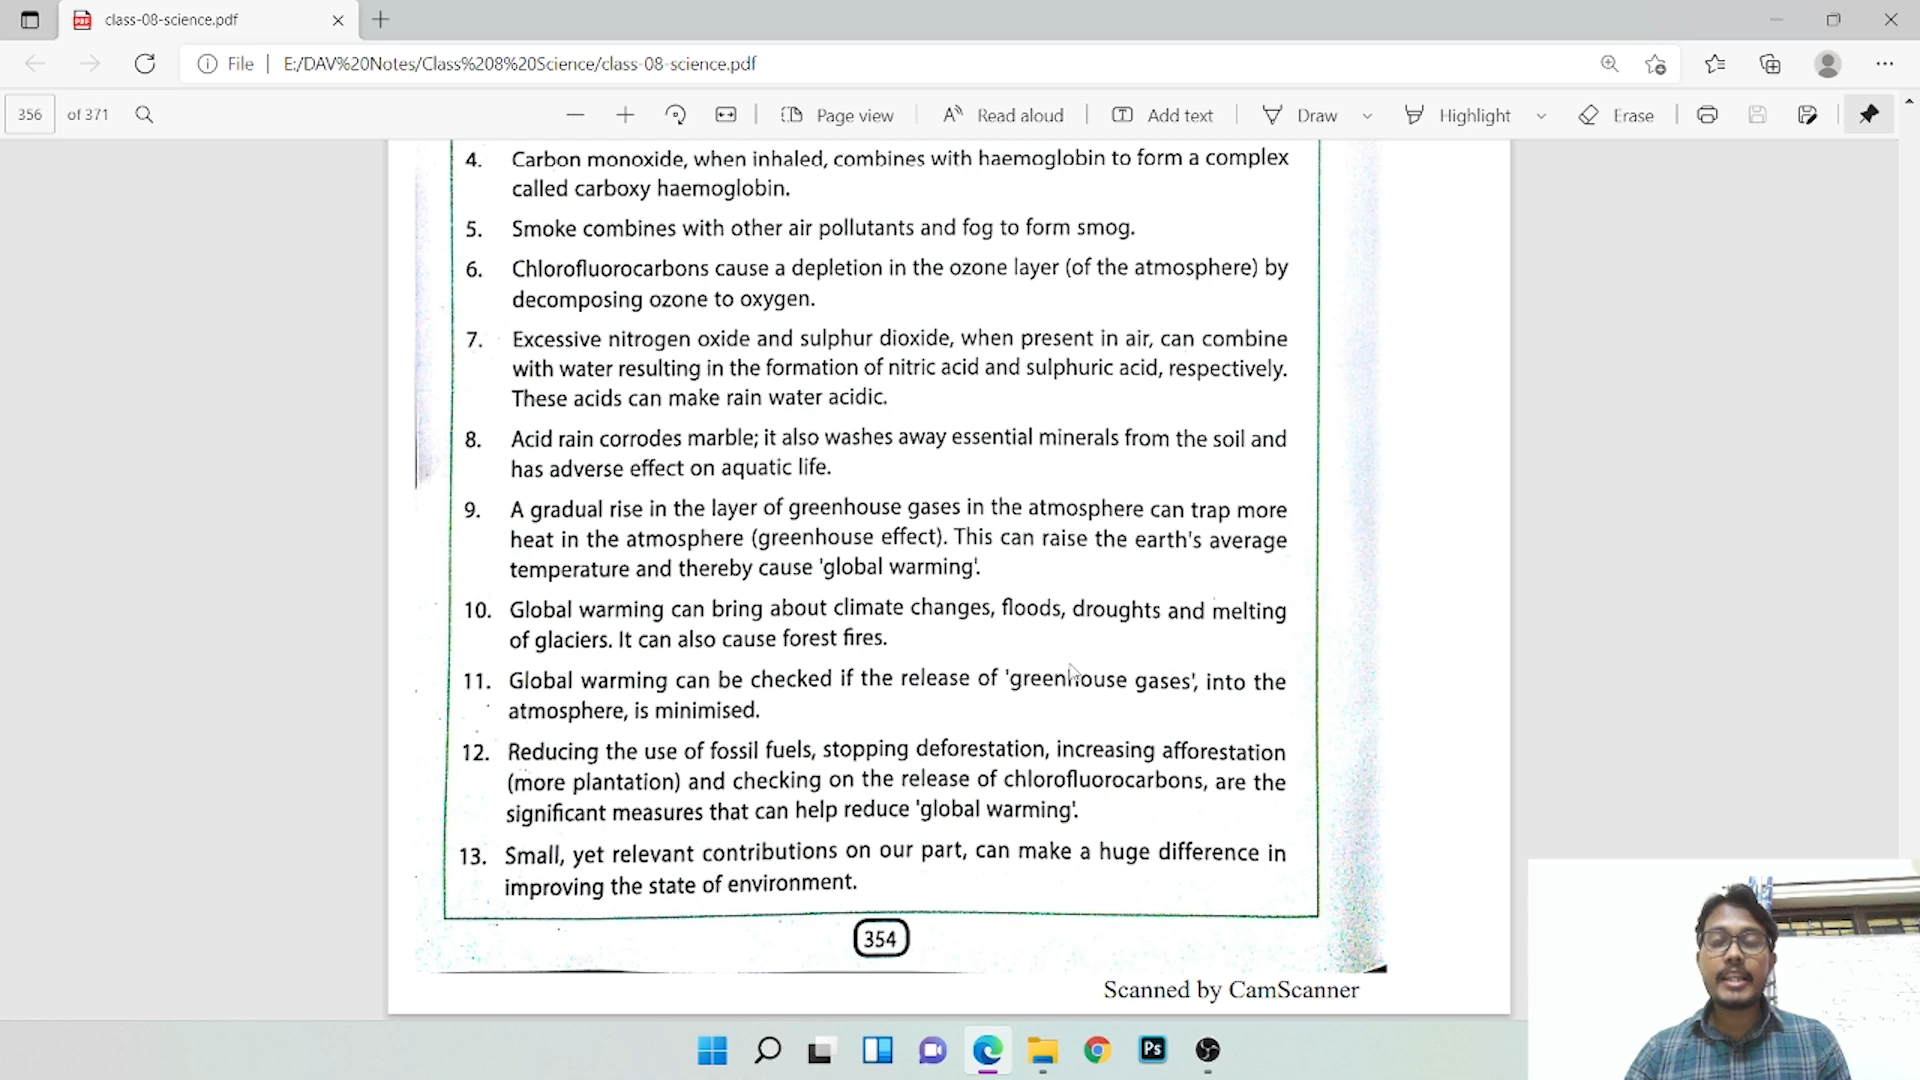 class-08-science.pdf
File | E:/DAV%20Notes/Class%208%20Science/class-08-science.pdf
356 of 371 Page view Read aloud Add text Draw Highlight Erase
4. Carbon monoxide, when inhaled, combines with haemoglobin to form a complex
called carboxy haemoglobin.
5. Smoke combines with other air pollutants and fog to form smog.
6. Chlorofluorocarbons cause a depletion in the ozone layer (of the atmosphere) by
decomposing ozone to oxygen.
7. Excessive nitrogen oxide and sulphur dioxide, when present in air, can combine
with water resulting in the formation of nitric acid and sulphuric acid, respectively.
These acids can make rain water acidic.
8. Acid rain corrodes marble; it also washes away essential minerals from the soil and
has adverse effect on aquatic life.
9. A gradual rise in the layer of greenhouse gases in the atmosphere can trap more
heat in the atmosphere (greenhouse effect). This can raise the earth's average
temperature and thereby cause 'global warming'.
10. Global warming can bring about climate changes, floods, droughts and melting
of glaciers. It can also cause forest fires.
11. Global warming can be checked if the release of 'greenhouse gases', into the
atmosphere, is minimised.
12. Reducing the use of fossil fuels, stopping deforestation, increasing afforestation
(more plantation) and checking on the release of chlorofluorocarbons, are the
significant measures that can help reduce 'global warming'.
13. Small, yet relevant contributions on our part, can make a huge difference in
improving the state of environment.
354
Scanned by CamScanner
Ps